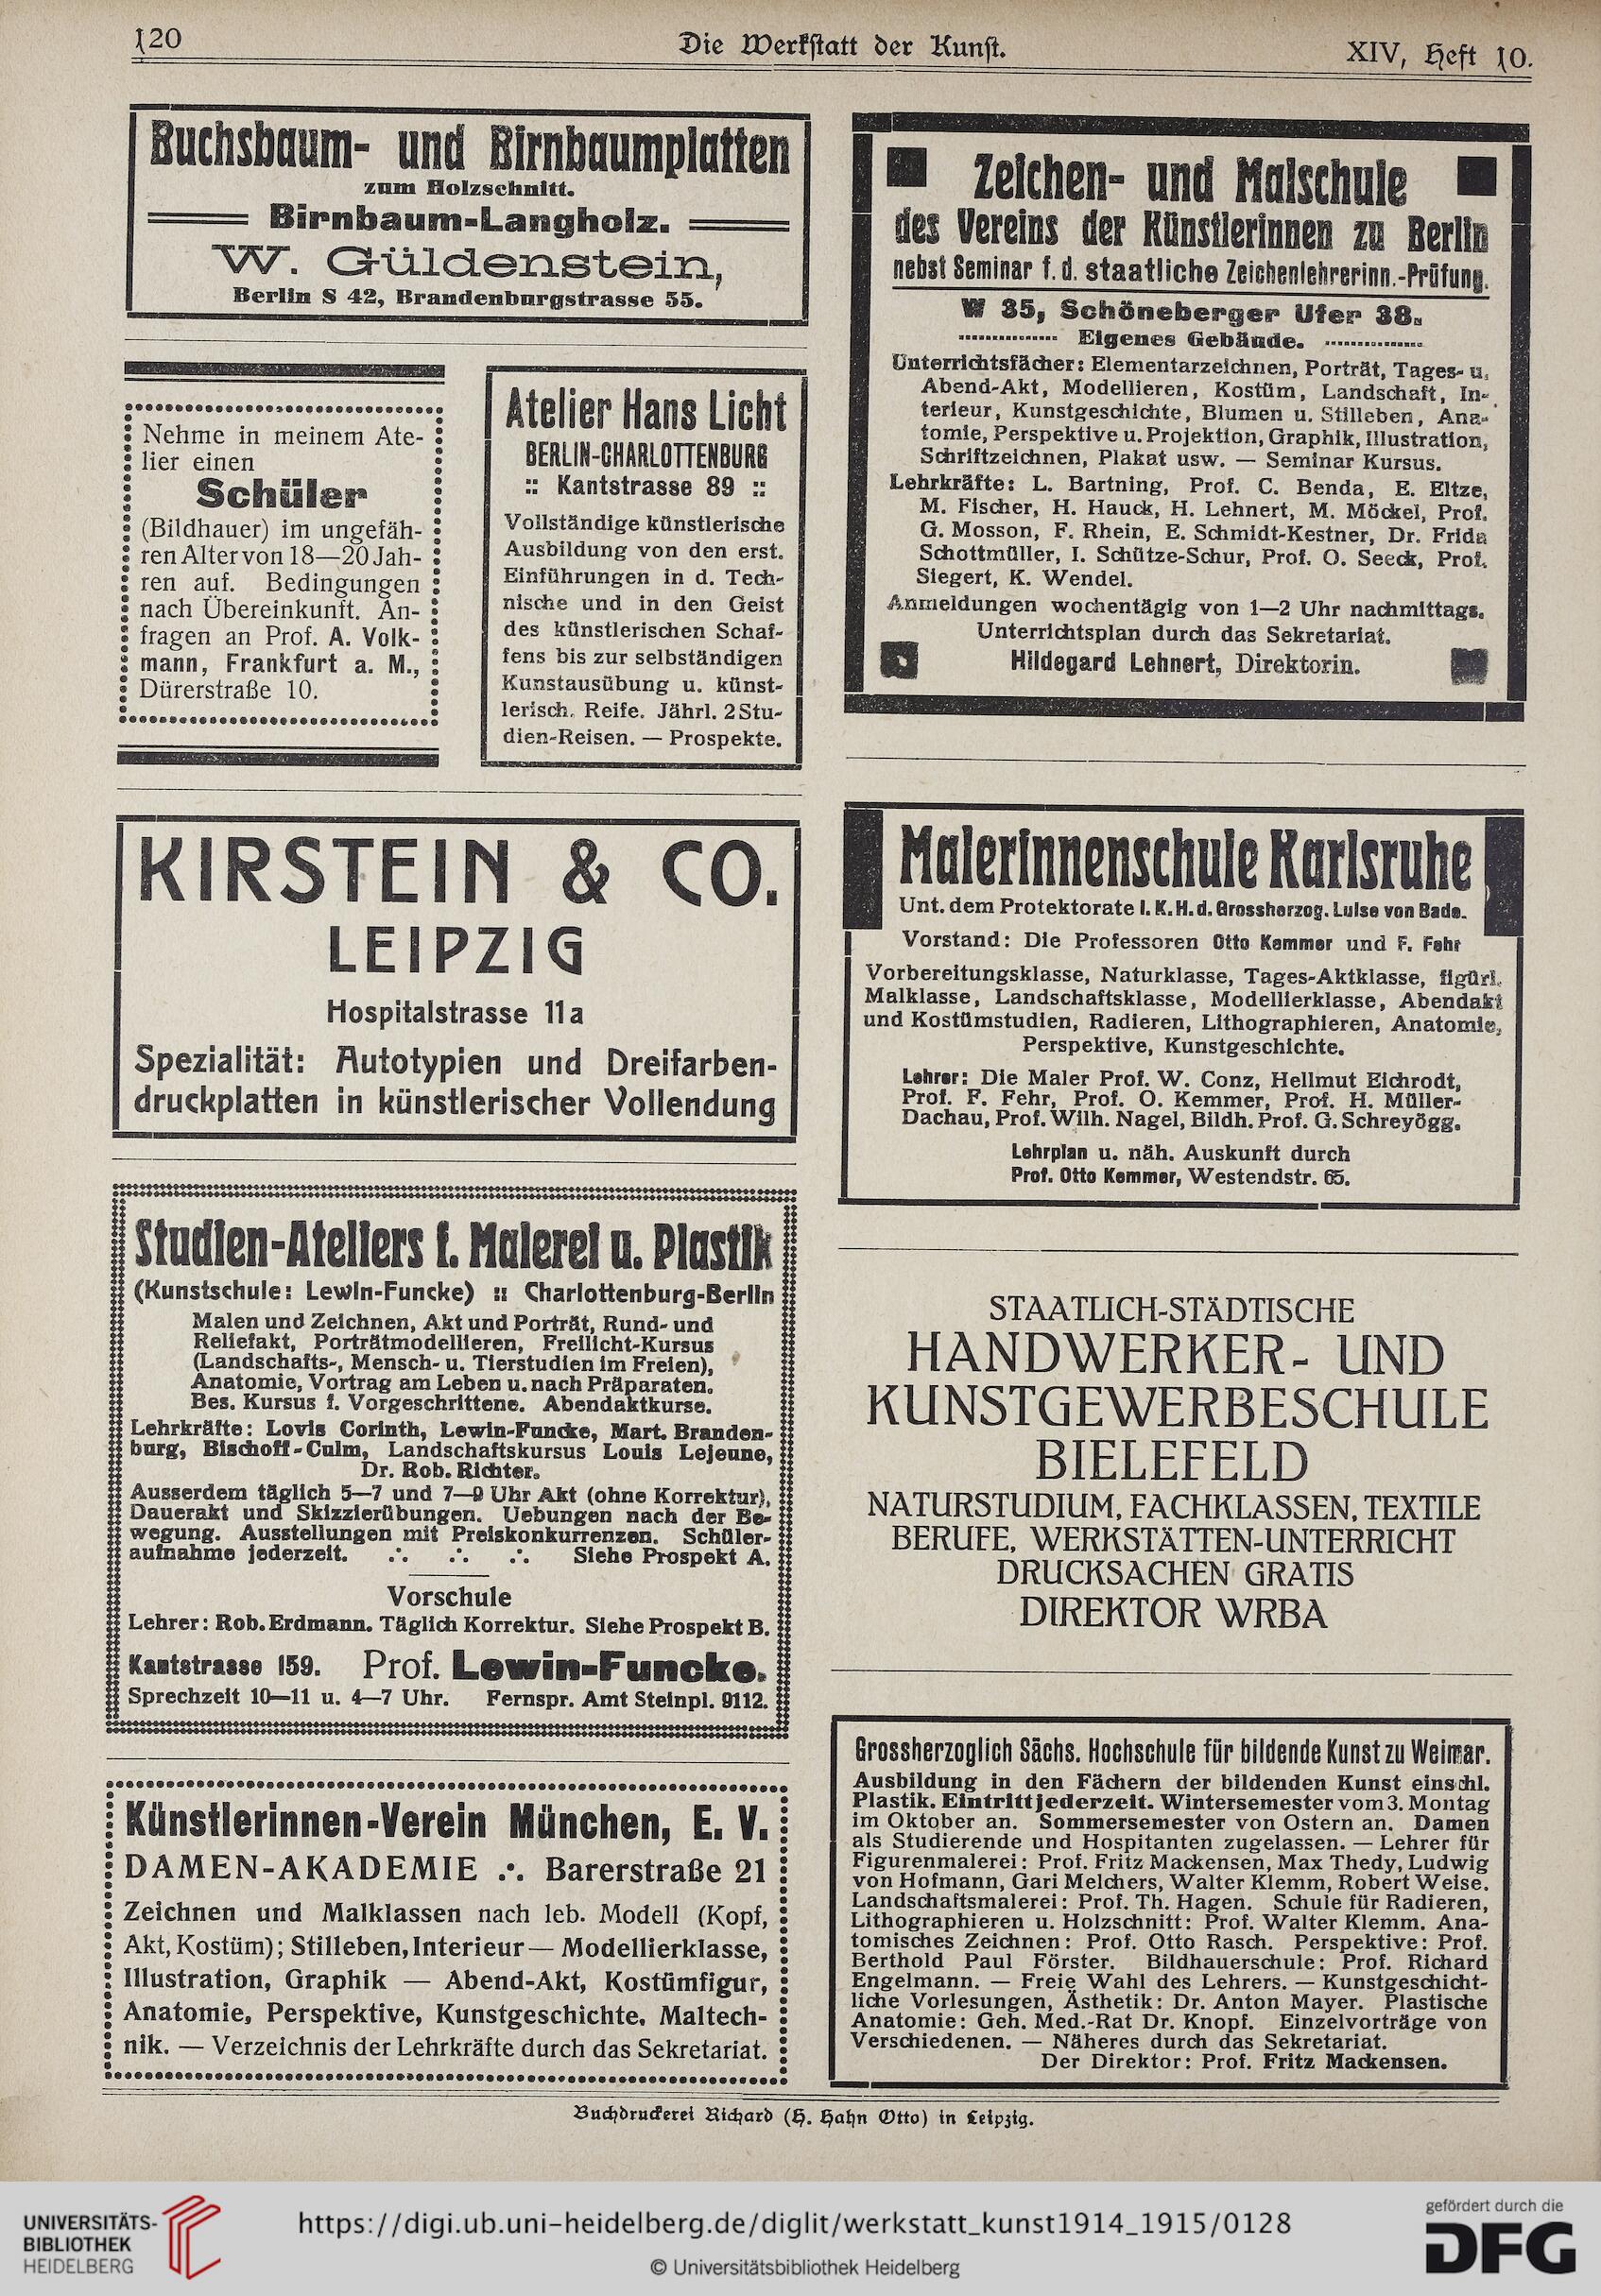 120
Die Werkstatt der Kunst.
XIV, Heft 10.
Buchsbaum- und Birnbaumplatten
zum Holzschnitt.
Birnbaum-Langholz.
W. Güldenstein,
Berlin S 42, Brandenburgstrasse 55.
Nehme in meinem Ate-
lier einen
Schüler
(Bildhauer) im ungefäh-
ren Alter von 18—20 Jah-
ren auf. Bedingungen
nach Übereinkunft. An-
fragen an Prof. A. Volk-
mann, Frankfurt a. M.,
Dürerstraße 10.
Atelier Hans Licht
BERLIN-CHARLOTTENBURG
:: Kantstrasse 89 ::
Vollständige künstlerische
Ausbildung von den erst.
Einführungen in d. Tech-
nische und in den Geist
des künstlerischen Schaf-
fens bis zur selbständigen
Kunstausübung u. künst-
lerisch. Reife. Jährl. 2 Stu-
dien-Reisen. — Prospekte.
KIRSTEIN & CO.
LEIPZIG
Hospitalstrasse 11a
Spezialität: Autotypien und Dreifarben-
druckplatten in künstlerischer Vollendung
Studien-Ateliers f. Malerei u. Plastik
(Kunstschule: Lewin-Funcke) :: Charlottenburg-Berlin
Malen und Zeichnen, Akt und Porträt, Rund- und
Reliefakt, Porträtmodellieren, Freilicht-Kursus
(Landschafts-, Mensch- u. Tierstudien im Freien),
Anatomie, Vortrag am Leben u. nach Präparaten.
Bes. Kursus f. Vorgeschrittene. Abendaktkurse.
Lehrkräfte: Lovis Corinth, Lewin-Funcke, Mart. Branden-
burg, Bischoff-Culm, Landschaftskursus Louis Lejeune,
Dr. Rob. Richter.
Ausserdem täglich 5—7 und 7—9 Uhr Akt (ohne Korrektur),
Dauerakt und Skizzierübungen. Uebungen nach der Be-
wegung. Ausstellungen mit Preiskonkurrenzen. Schüler-
aufnahme jederzeit. ∴ ∴ ∴ Siehe Prospekt A.
Vorschule
Lehrer: Rob. Erdmann. Täglich Korrektur. Siehe Prospekt B.
Kantstrasse 159. Prof. Lewin-Funcke.
Sprechzeit 10—11 u. 4—7 Uhr. Fernspr. Amt Steinpl. 9112.
Künstlerinnen-Verein München, E. V.
DAMEN-AKADEMIE ∴ Barerstraße 21
Zeichnen und Malklassen nach leb. Modell (Kopf,
Akt, Kostüm); Stilleben, Interieur — Modellierklasse,
Illustration, Graphik — Abend-Akt, Kostümfigur,
Anatomie, Perspektive, Kunstgeschichte, Maltech-
nik. — Verzeichnis der Lehrkräfte durch das Sekretariat.
Zeichen- und Malschule
des Vereins der Künstlerinnen zu Berlin
nebst Seminar f. d. staatliche Zeichenlehrerinn.-Prüfung.
W 35, Schöneberger Ufer 38.
Eigenes Gebäude.
Unterrichtsfächer: Elementarzeichnen, Porträt, Tages- u.
Abend-Akt, Modellieren, Kostüm, Landschaft, In-
terieur, Kunstgeschichte, Blumen u. Stilleben, Ana-
tomie, Perspektive u. Projektion, Graphik, Illustration,
Schriftzeichnen, Plakat usw. — Seminar Kursus.
Lehrkräfte: L. Bartning, Prof. C. Benda, E. Eltze,
M. Fischer, H. Hauck, H. Lehnert, M. Möckel, Prof.
G. Mosson, F. Rhein, E. Schmidt-Kestner, Dr. Frida
Schottmüller, I. Schütze-Schur, Prof. O. Seeck, Prof.
Siegert, K. Wendel.
Anmeldungen wochentägig von 1—2 Uhr nachmittags.
Unterrichtsplan durch das Sekretariat.
Hildegard Lehnert, Direktorin.
Malerinnenschule Karlsruhe
Unt. dem Protektorate I. K. H. d. Grossherzog. Luise von Bade.
Vorstand: Die Professoren Otto Kemmer und F. Fehr
Vorbereitungsklasse, Naturklasse, Tages-Aktklasse, figürl.
Malklasse, Landschaftsklasse, Modellierklasse, Abendakt
und Kostümstudien, Radieren, Lithographieren, Anatomie,
Perspektive, Kunstgeschichte.
Lehrer: Die Maler Prof. W. Conz, Hellmut Eichrodt,
Prof. F. Fehr, Prof. O. Kemmer, Prof. H. Müller-
Dachau, Prof. Wilh. Nagel, Bildh. Prof. G. Schreyögg.
Lehrplan u. näh. Auskunft durch
Prof. Otto Kemmer, Westendstr. 65.
STAATLICH-STÄDTISCHE
HANDWERKER- UND
KUNSTGEWERBESCHULE
BIELEFELD
NATURSTUDIUM, FACHKLASSEN, TEXTILE
BERUFE, WERKSTÄTTEN-UNTERRICHT
DRUCKSACHEN GRATIS
DIREKTOR WRBA
Grossherzoglich Sächs. Hochschule für bildende Kunst zu Weimar.
Ausbildung in den Fächern der bildenden Kunst einschl.
Plastik. Eintritt jederzeit. Wintersemester vom 3. Montag
im Oktober an. Sommersemester von Ostern an. Damen
als Studierende und Hospitanten zugelassen. — Lehrer für
Figurenmalerei: Prof. Fritz Mackensen, Max Thedy, Ludwig
von Hofmann, Gari Melchers, Walter Klemm, Robert Weise.
Landschaftsmalerei: Prof. Th. Hagen. Schule für Radieren,
Lithographieren u. Holzschnitt: Prof. Walter Klemm. Ana-
tomisches Zeichnen: Prof. Otto Rasch. Perspektive: Prof.
Berthold Paul Förster. Bildhauerschule: Prof. Richard
Engelmann. — Freie Wahl des Lehrers. — Kunstgeschicht-
liche Vorlesungen, Ästhetik: Dr. Anton Mayer. Plastische
Anatomie: Geh. Med.-Rat Dr. Knopf. Einzelvorträge von
Verschiedenen. — Näheres durch das Sekretariat.
Der Direktor: Prof. Fritz Mackensen.
Buchdruckerei Richard (H. Hahn Otto) in Leipzig.
UNIVERSITÄTS-
BIBLIOTHEK
HEIDELBERG
https://digi.ub.uni-heidelberg.de/diglit/werkstatt_kunst1914_1915/0128
© Universitätsbibliothek Heidelberg
gefördert durch die
DFG